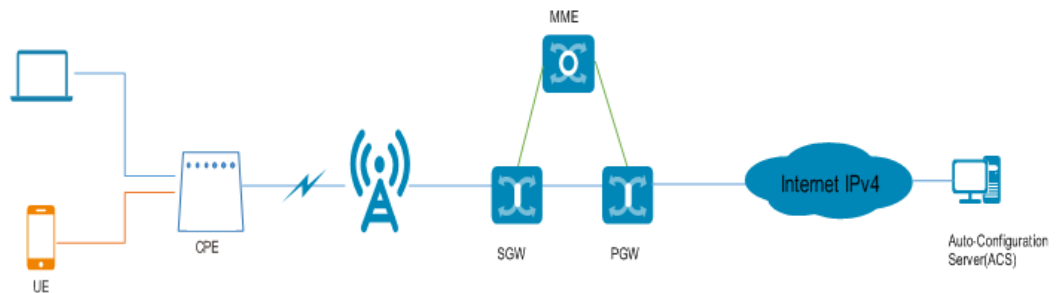 MME
Internet IPv4
CPE
SGW
PGW
Auto-Configuration
Server(ACS)
UE